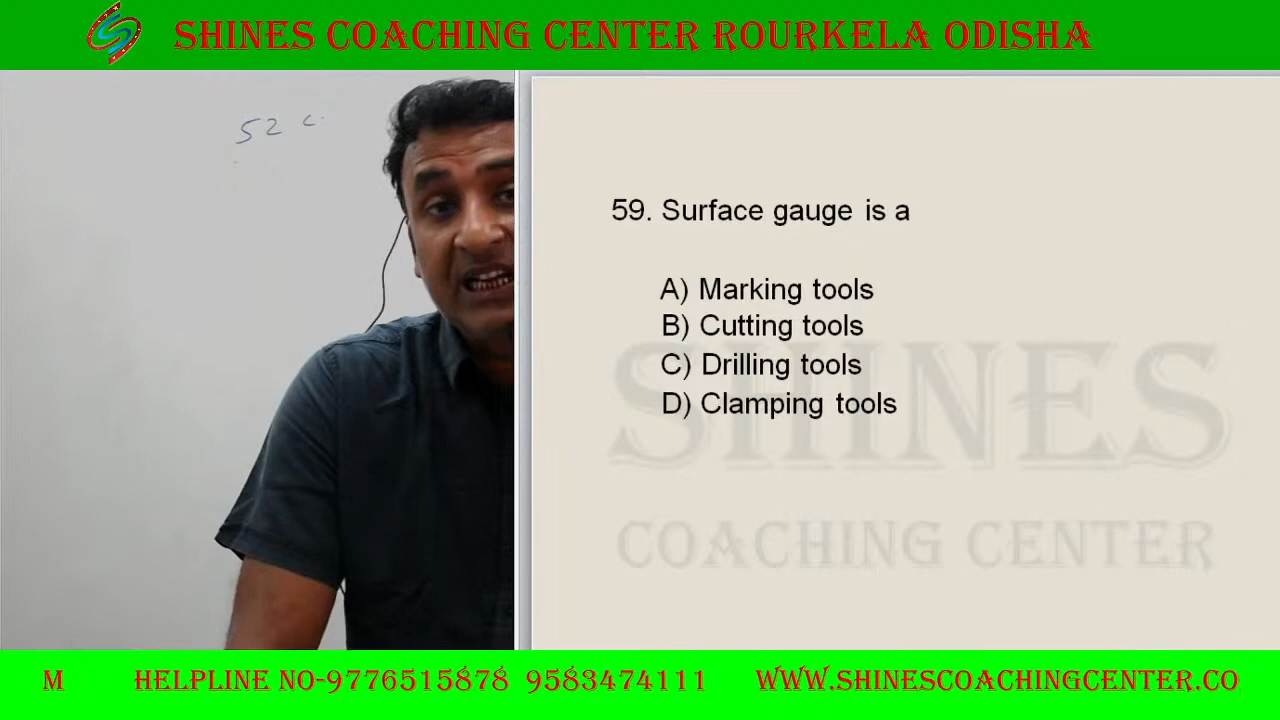 SHINES COACHING CENTER ROURKELA ODISHA
52
59. Surface gauge is a
A) Marking tools
B) Cutting tools
C) Drilling tools
D) Clamping tools
SHINES
COACHING CENTER
M HELPLINE NO-9776515878 9583474111 WWW.SHINESCOACHINGCENTER.CO